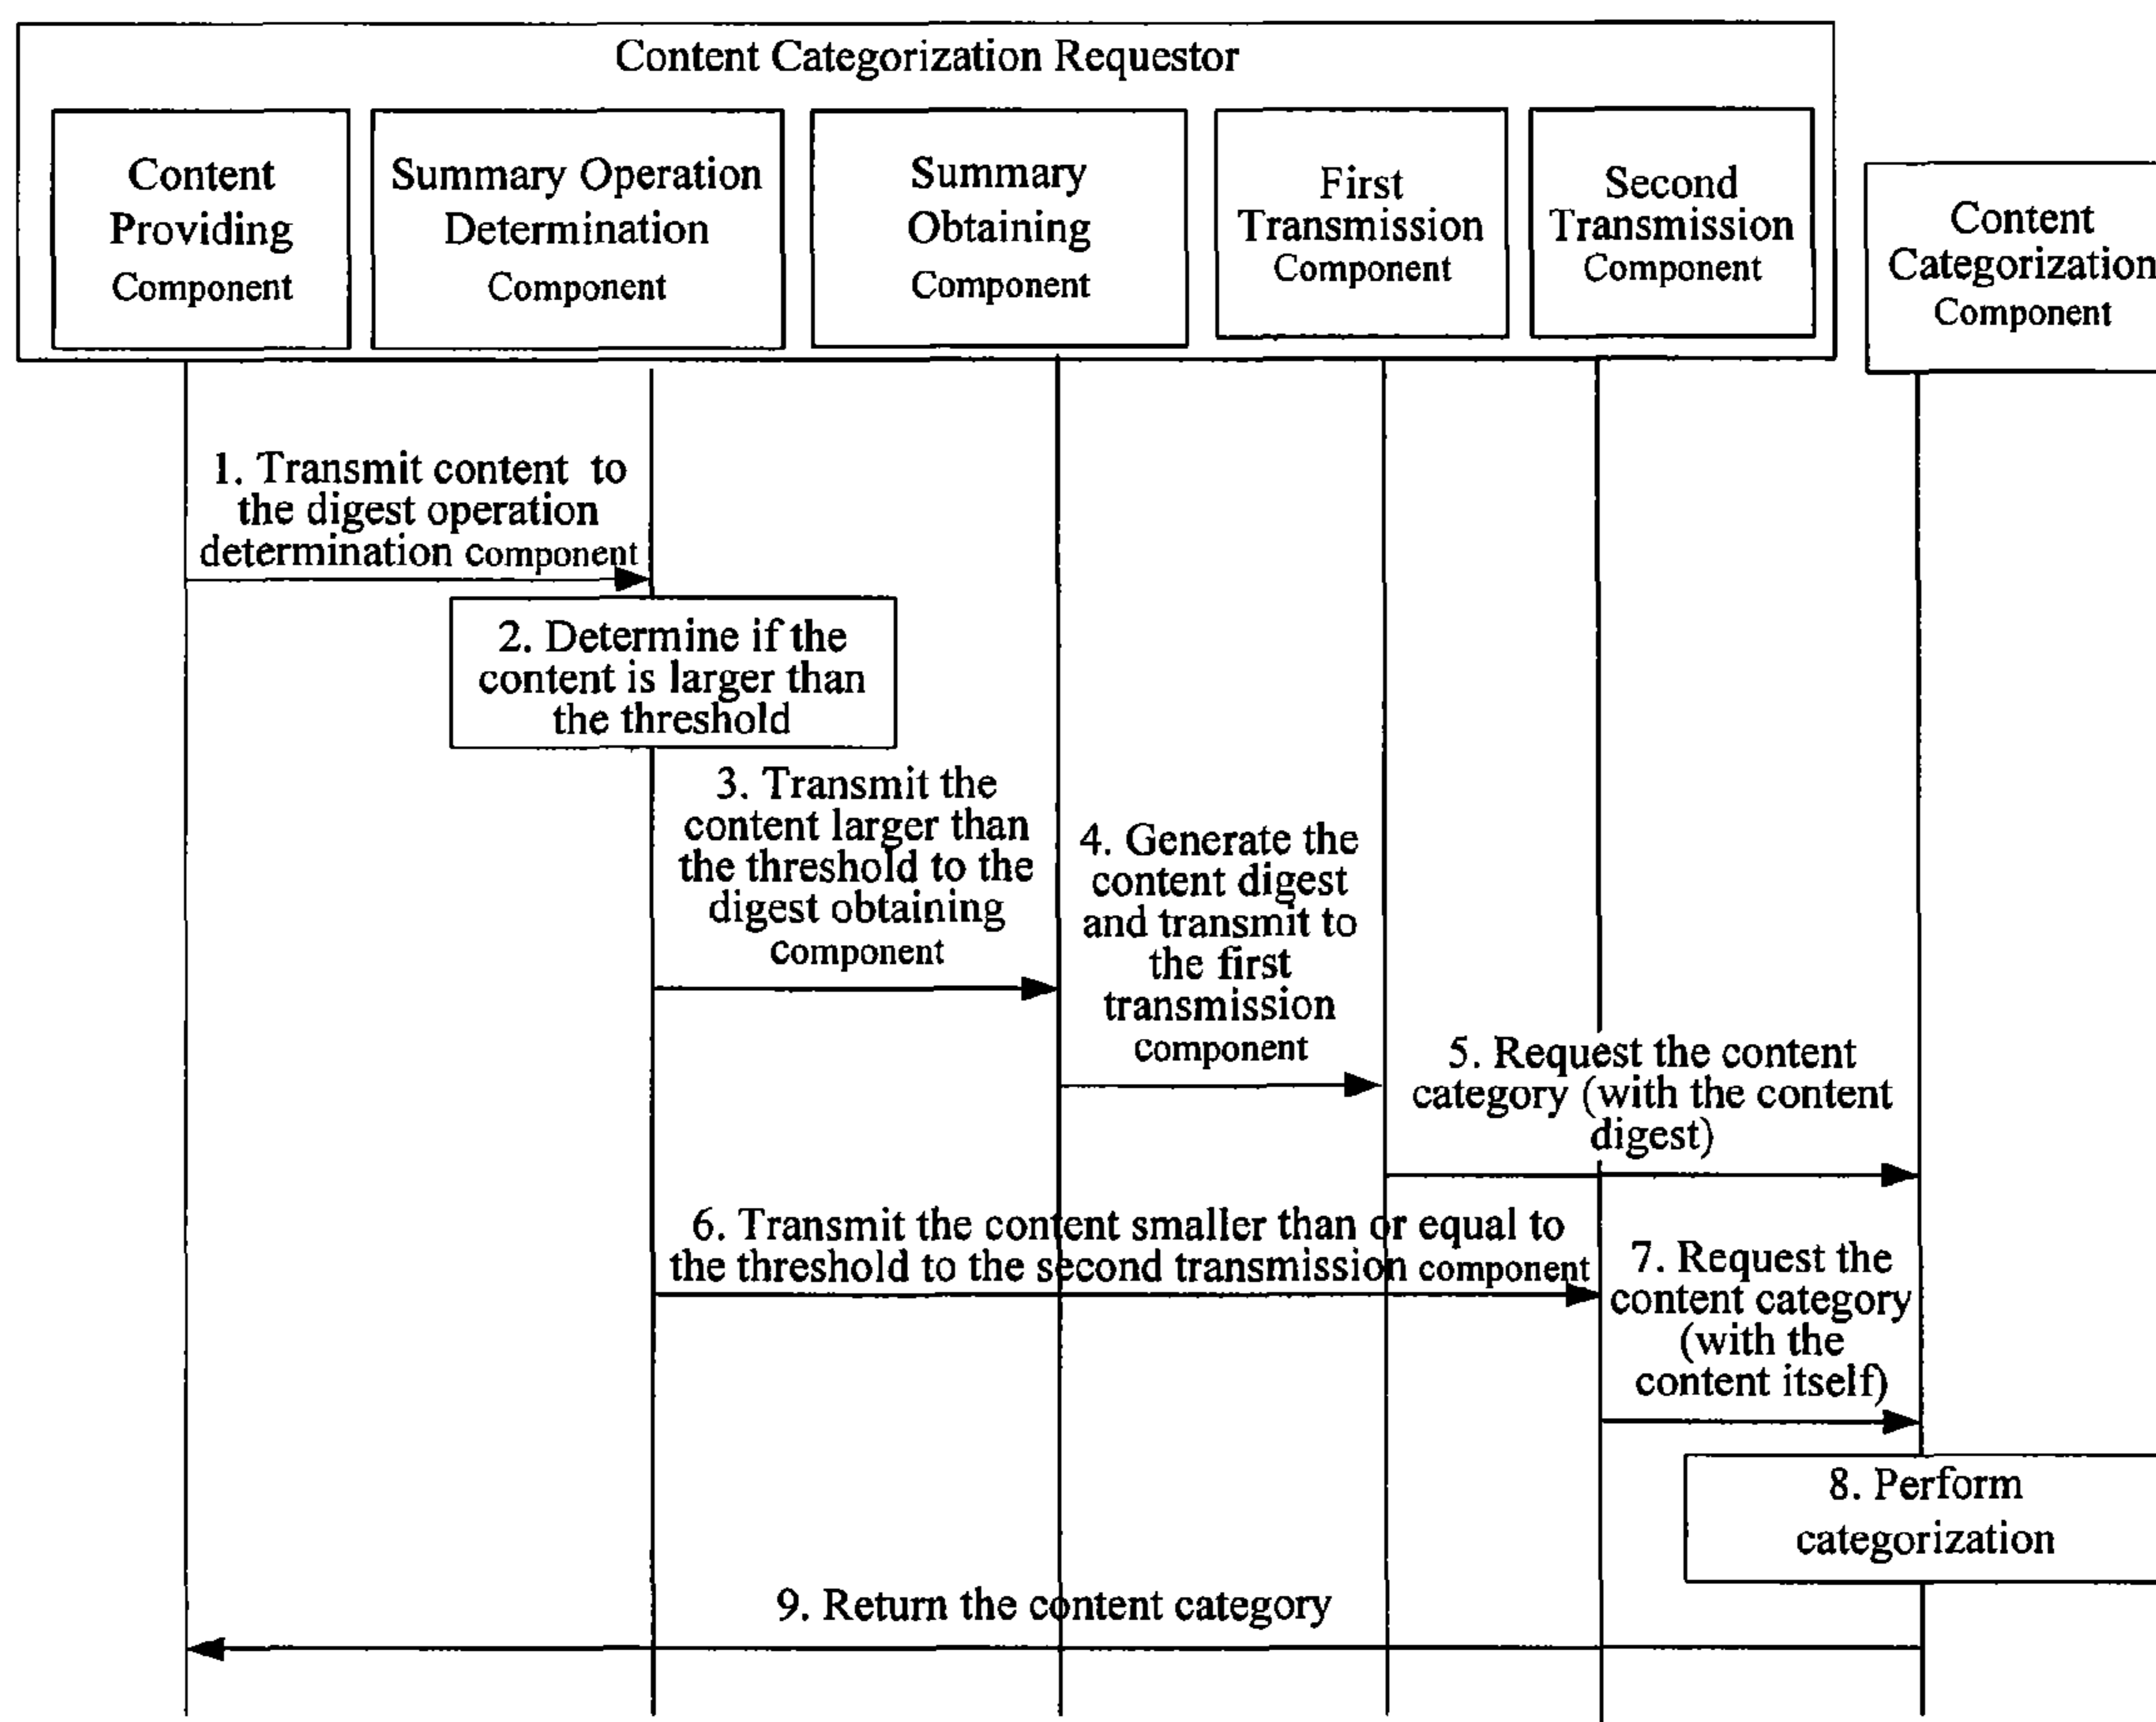 Content Categorization Requestor
Content
Providing
Component
Summary Operation
Determination
Component
Summary
Obtaining
Component
First
Transmission
Component
Second
Transmission
Component
Content
Categorization
Component
1. Transmit content to
the digest operation
determination component
2. Determine if the
content is larger than
the threshold
3. Transmit the
content larger than
the threshold to the
digest obtaining
component
4. Generate the
content digest
and transmit to
the first
transmission
component
5. Request the content
category (with the content
digest)
6. Transmit the content smaller than or equal to
the threshold to the second transmission component
7. Request the
content category
(with the
content itself)
8. Perform
categorization
9. Return the content category